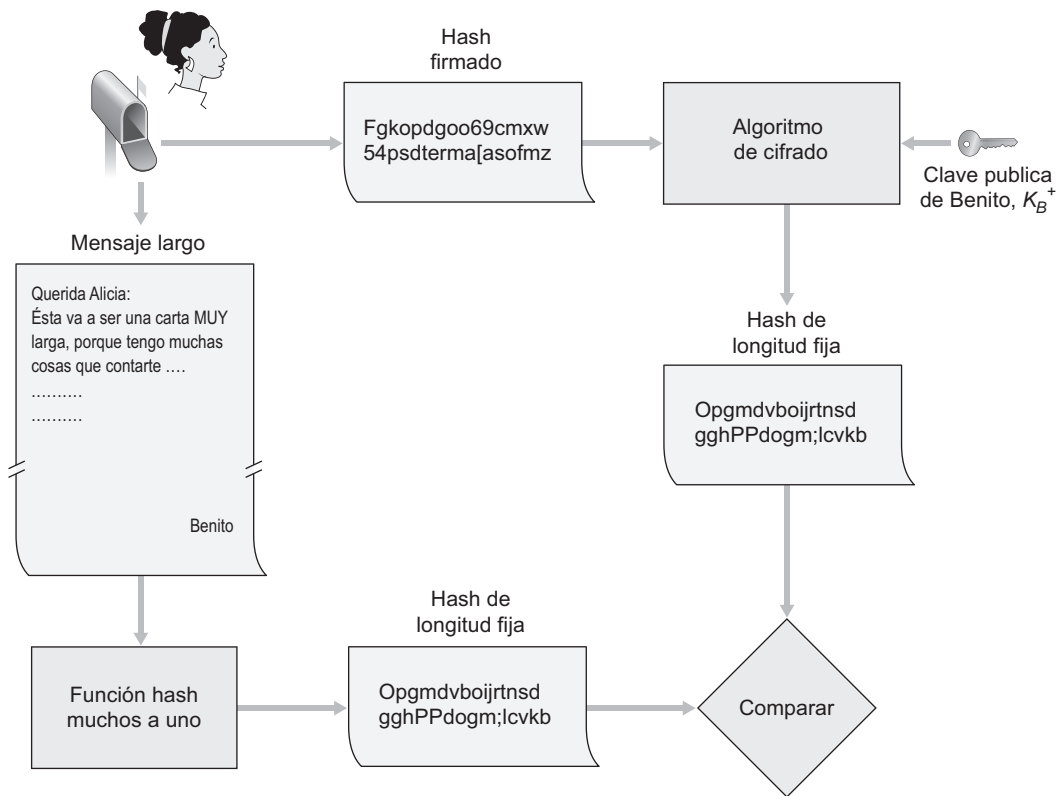 Hash
firmado
Fgkopdgoo69cmxw
54psdterma[asofmz
Algoritmo
de cifrado
Clave publica
de Benito, K_B^+
Mensaje largo
Querida Alicia:
Ésta va a ser una carta MUY
larga, porque tengo muchas
cosas que contarte ....
..........
..........
Benito
Hash de
longitud fija
Opgmdvboijrtnsd
gghPPdogm;lcvkb
Función hash
muchos a uno
Hash de
longitud fija
Opgmdvboijrtnsd
gghPPdogm;lcvkb
Comparar